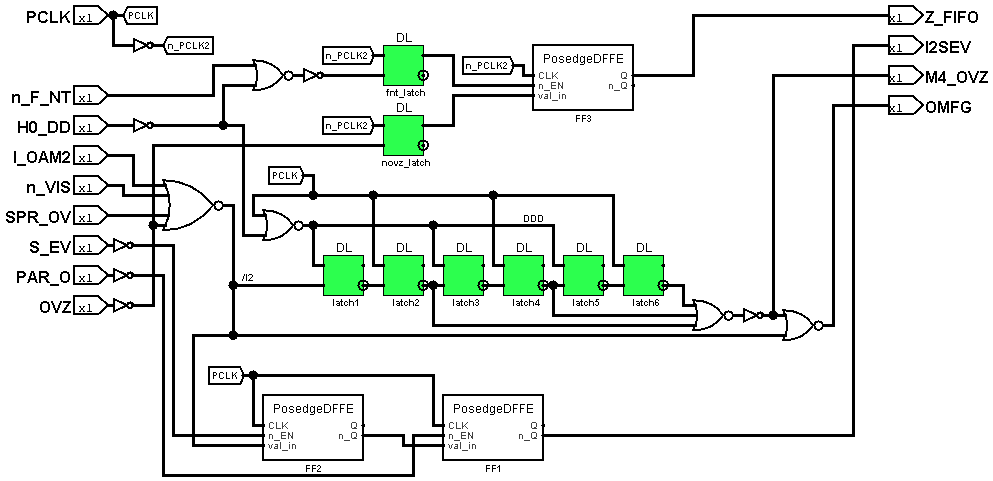 PCLK x1 PCLK
n_PCLK2
n_F_NT x1
H0_DD x1
I_OAM2 x1
n_VIS x1
SPR_OV x1
S_EV x1
PAR_O x1
OVZ x1
n_PCLK2 DL
fnt_latch
n_PCLK2
novz_latch
n_PCLK2
PosedgeDFFE
CLK Q
n_EN n_Q
val_in
FF3
x1 Z_FIFO
x1 I2SEV
x1 M4_OVZ
x1 OMFG
PCLK
DDD
/I2
DL DL DL DL DL DL
latch1 latch2 latch3 latch4 latch5 latch6
PCLK
PosedgeDFFE
CLK Q
n_EN n_Q
val_in
FF2
PosedgeDFFE
CLK Q
n_EN n_Q
val_in
FF1